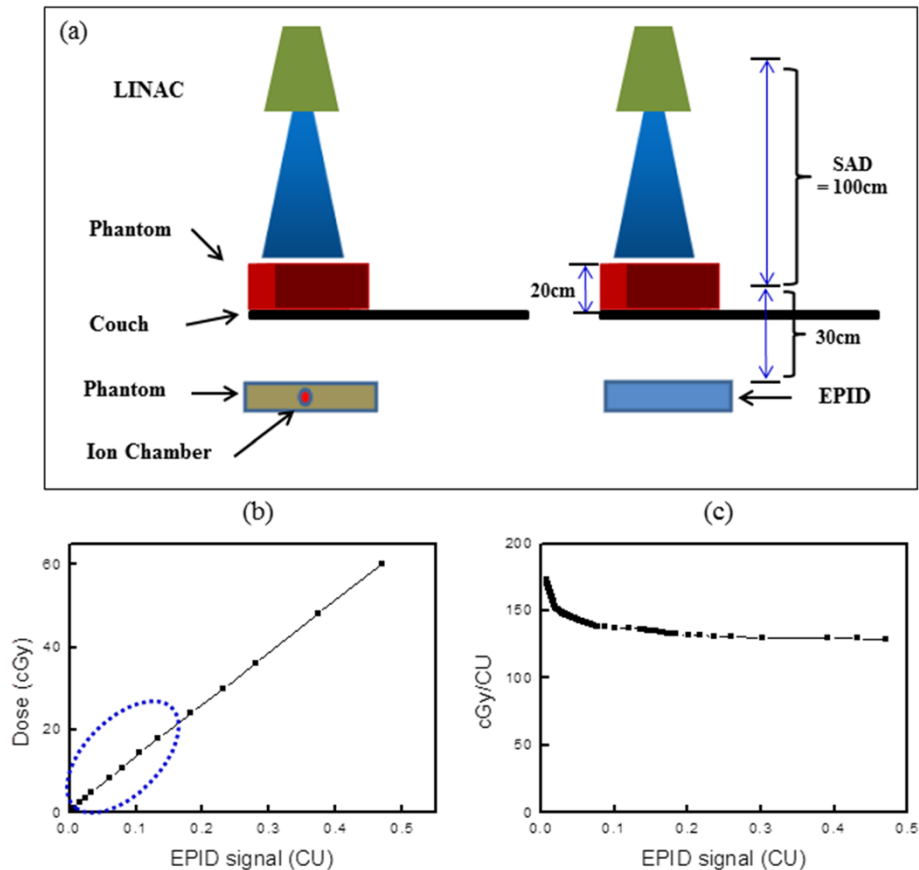 (a)
LINAC
SAD
= 100cm
Phantom
20cm
Couch
30cm
Phantom
EPID
Ion Chamber
(b)
Dose (cGy)
60
40
20
0
0.0 0.1 0.2 0.3 0.4 0.5
EPID signal (CU)
(c)
cGy/CU
200
150
100
50
0
0.0 0.1 0.2 0.3 0.4 0.5
EPID signal (CU)